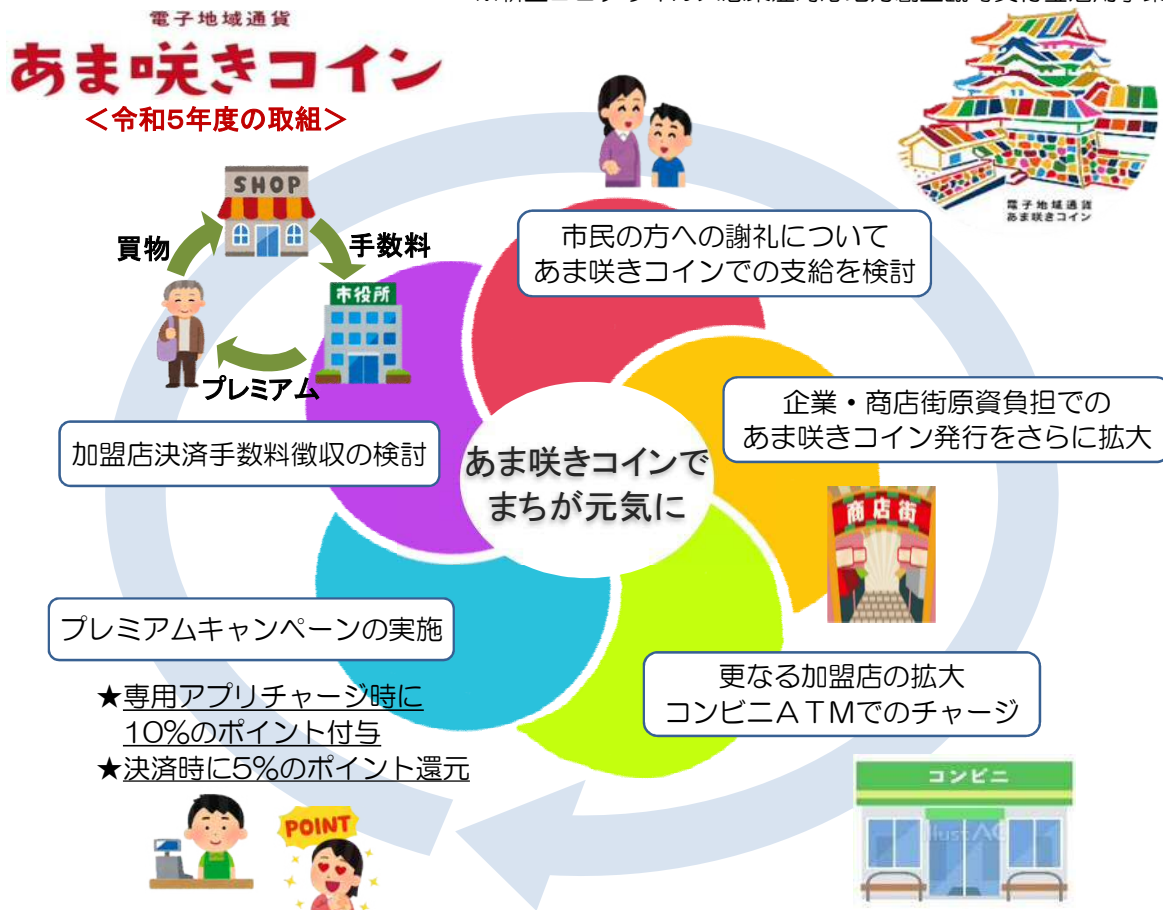 電子地域通貨
あま咲きコイン
＜令和5年度の取組＞
電子地域通貨
あま咲きコイン
SHOP
買物
手数料
市役所
プレミアム
市民の方への謝礼について
あま咲きコインでの支給を検討
企業・商店街原資負担での
あま咲きコイン発行をさらに拡大
加盟店決済手数料徴収の検討
あま咲きコインで
まちが元気に
商店街
プレミアムキャンペーンの実施
★専用アプリチャージ時に
10%のポイント付与
★決済時に5%のポイント還元
更なる加盟店の拡大
コンビニＡＴＭでのチャージ
コンビニ
POINT